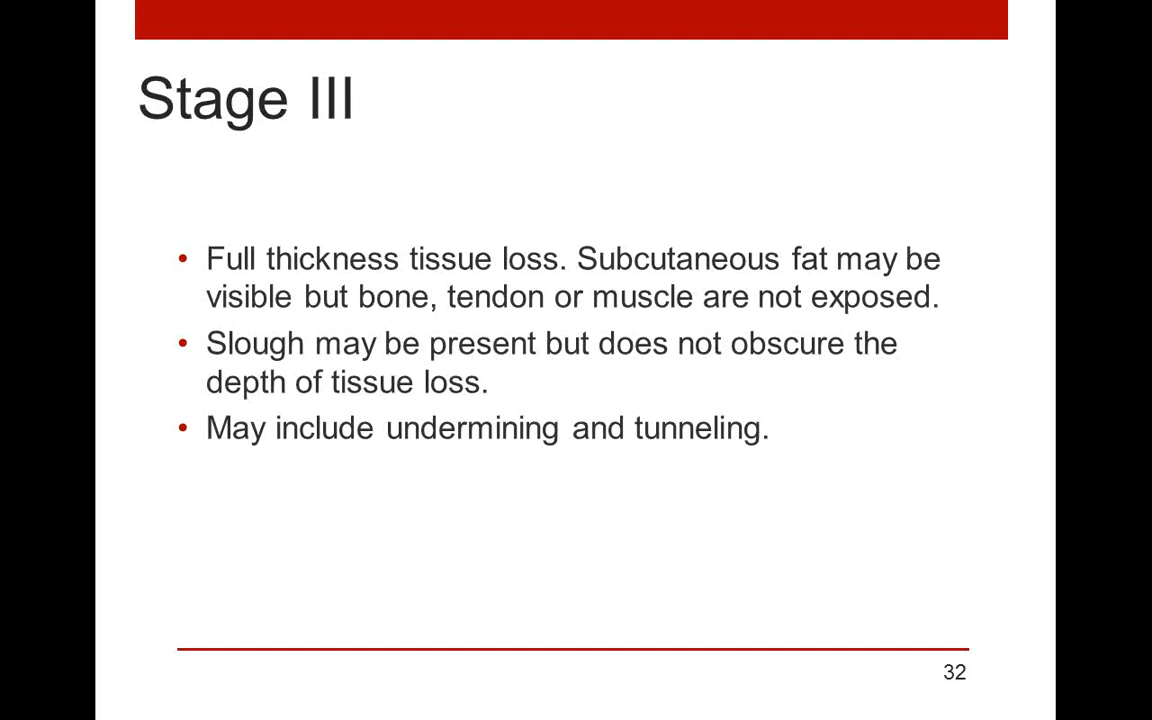 Stage III
• Full thickness tissue loss. Subcutaneous fat may be
visible but bone, tendon or muscle are not exposed.
• Slough may be present but does not obscure the
depth of tissue loss.
• May include undermining and tunneling.
32